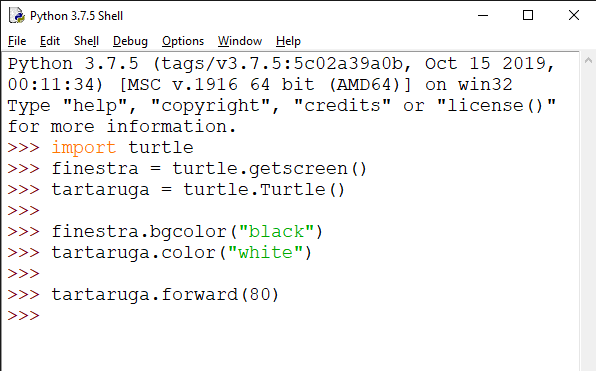 Python 3.7.5 Shell
File Edit Shell Debug Options Window Help
Python 3.7.5 (tags/v3.7.5:5c02a39a0b, Oct 15 2019,
00:11:34) [MSC v.1916 64 bit (AMD64)] on win32
Type "help", "copyright", "credits" or "license()"
for more information.
>>> import turtle
>>> finestra = turtle.getscreen()
>>> tartaruga = turtle.Turtle()
>>>
>>> finestra.bgcolor("black")
>>> tartaruga.color("white")
>>>
>>> tartaruga.forward(80)
>>>